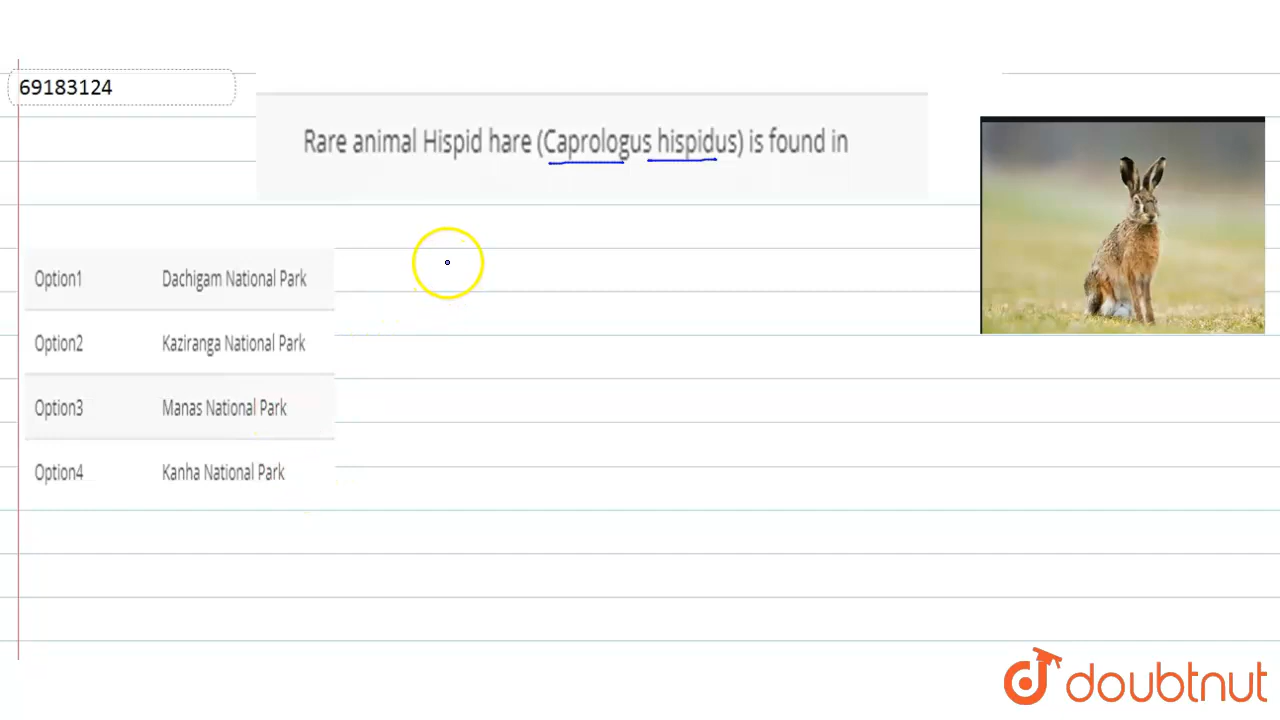 69183124
Rare animal Hispid hare (Caprologus hispidus) is found in
Option1 Dachigam National Park
Option2 Kaziranga National Park
Option3 Manas National Park
Option4 Kanha National Park
doubtnut